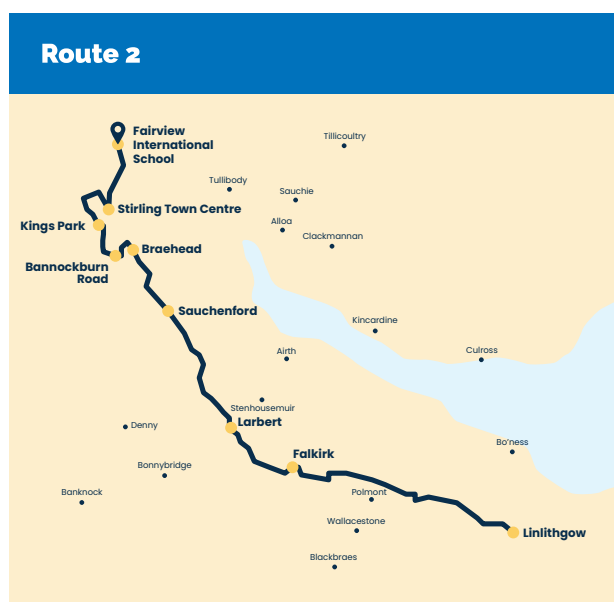 Route 2
Fairview
International
School
Tillicoultry
Tullibody
Sauchie
Stirling Town Centre
Alloa
Kings Park
Clackmannan
Braehead
Bannockburn
Road
Sauchenford
Kincardine
Airth
Culross
Stenhousemuir
Larbert
Denny
Bo'ness
Falkirk
Bonnybridge
Banknock
Polmont
Wallacestone
Linlithgow
Blackbraes